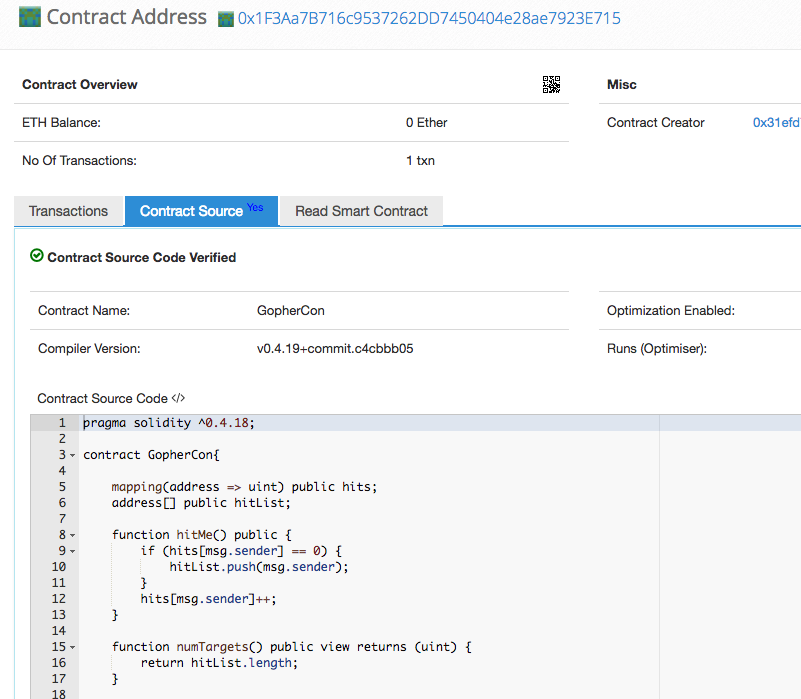 Contract Address 0x1F3Aa7B716c9537262DD7450404e28ae7923E715
Contract Overview
Misc
ETH Balance: 0 Ether
Contract Creator 0x31efd
No Of Transactions: 1 txn
Transactions Contract Source Yes Read Smart Contract
Contract Source Code Verified
Contract Name: GopherCon
Optimization Enabled:
Compiler Version: v0.4.19+commit.c4cbbb05
Runs (Optimiser):
Contract Source Code </>
1 pragma solidity ^0.4.18;
2
3 contract GopherCon{
4
5 mapping(address => uint) public hits;
6 address[] public hitList;
7
8 function hitMe() public {
9 if (hits[msg.sender] == 0) {
10 hitList.push(msg.sender);
11 }
12 hits[msg.sender]++;
13 }
14
15 function numTargets() public view returns (uint) {
16 return hitList.length;
17 }
18